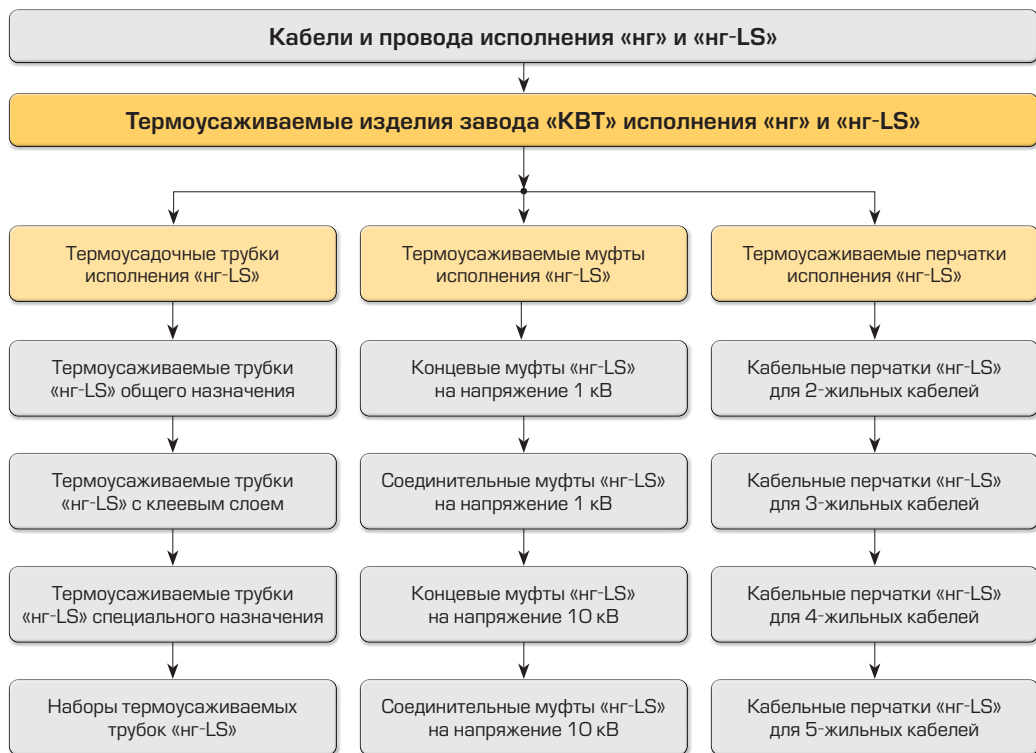 Кабели и провода исполнения «нг» и «нг-LS»
Термоусаживаемые изделия завода «КВТ» исполнения «нг» и «нг-LS»
Термоусадочные трубки
исполнения «нг-LS»
Термоусаживаемые трубки
«нг-LS» общего назначения
Термоусаживаемые трубки
«нг-LS» с клеевым слоем
Термоусаживаемые трубки
«нг-LS» специального назначения
Наборы термоусаживаемых
трубок «нг-LS»
Термоусаживаемые муфты
исполнения «нг-LS»
Концевые муфты «нг-LS»
на напряжение 1 кВ
Соединительные муфты «нг-LS»
на напряжение 1 кВ
Концевые муфты «нг-LS»
на напряжение 10 кВ
Соединительные муфты «нг-LS»
на напряжение 10 кВ
Термоусаживаемые перчатки
исполнения «нг-LS»
Кабельные перчатки «нг-LS»
для 2-жильных кабелей
Кабельные перчатки «нг-LS»
для 3-жильных кабелей
Кабельные перчатки «нг-LS»
для 4-жильных кабелей
Кабельные перчатки «нг-LS»
для 5-жильных кабелей